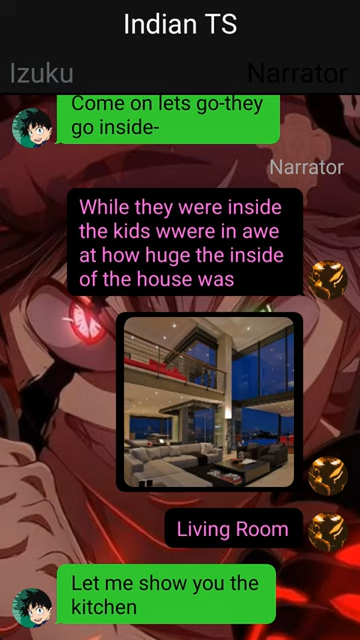 Indian TS
Izuku
Narrator
Come on lets go-they
go inside-
Narrator
While they were inside
the kids wwere in awe
at how huge the inside
of the house was
Living Room
Let me show you the
kitchen